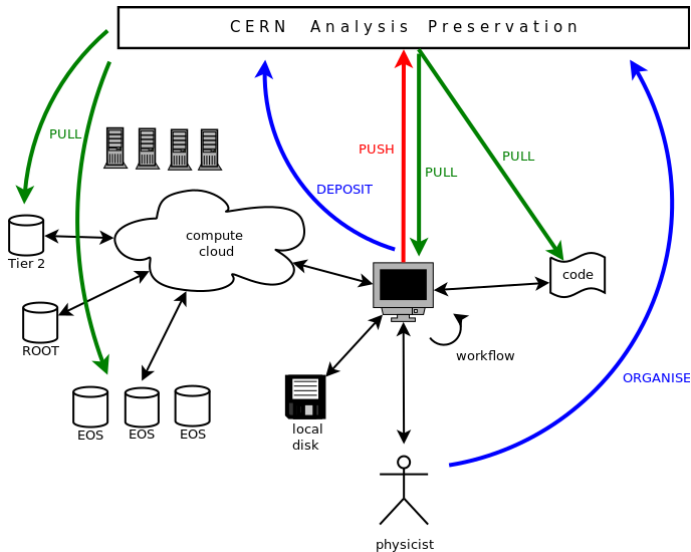 CERN Analysis Preservation
PULL
PUSH
PULL
PULL
DEPOSIT
compute
cloud
Tier 2
code
ROOT
workflow
ORGANISE
local
disk
EOS
EOS
EOS
physicist